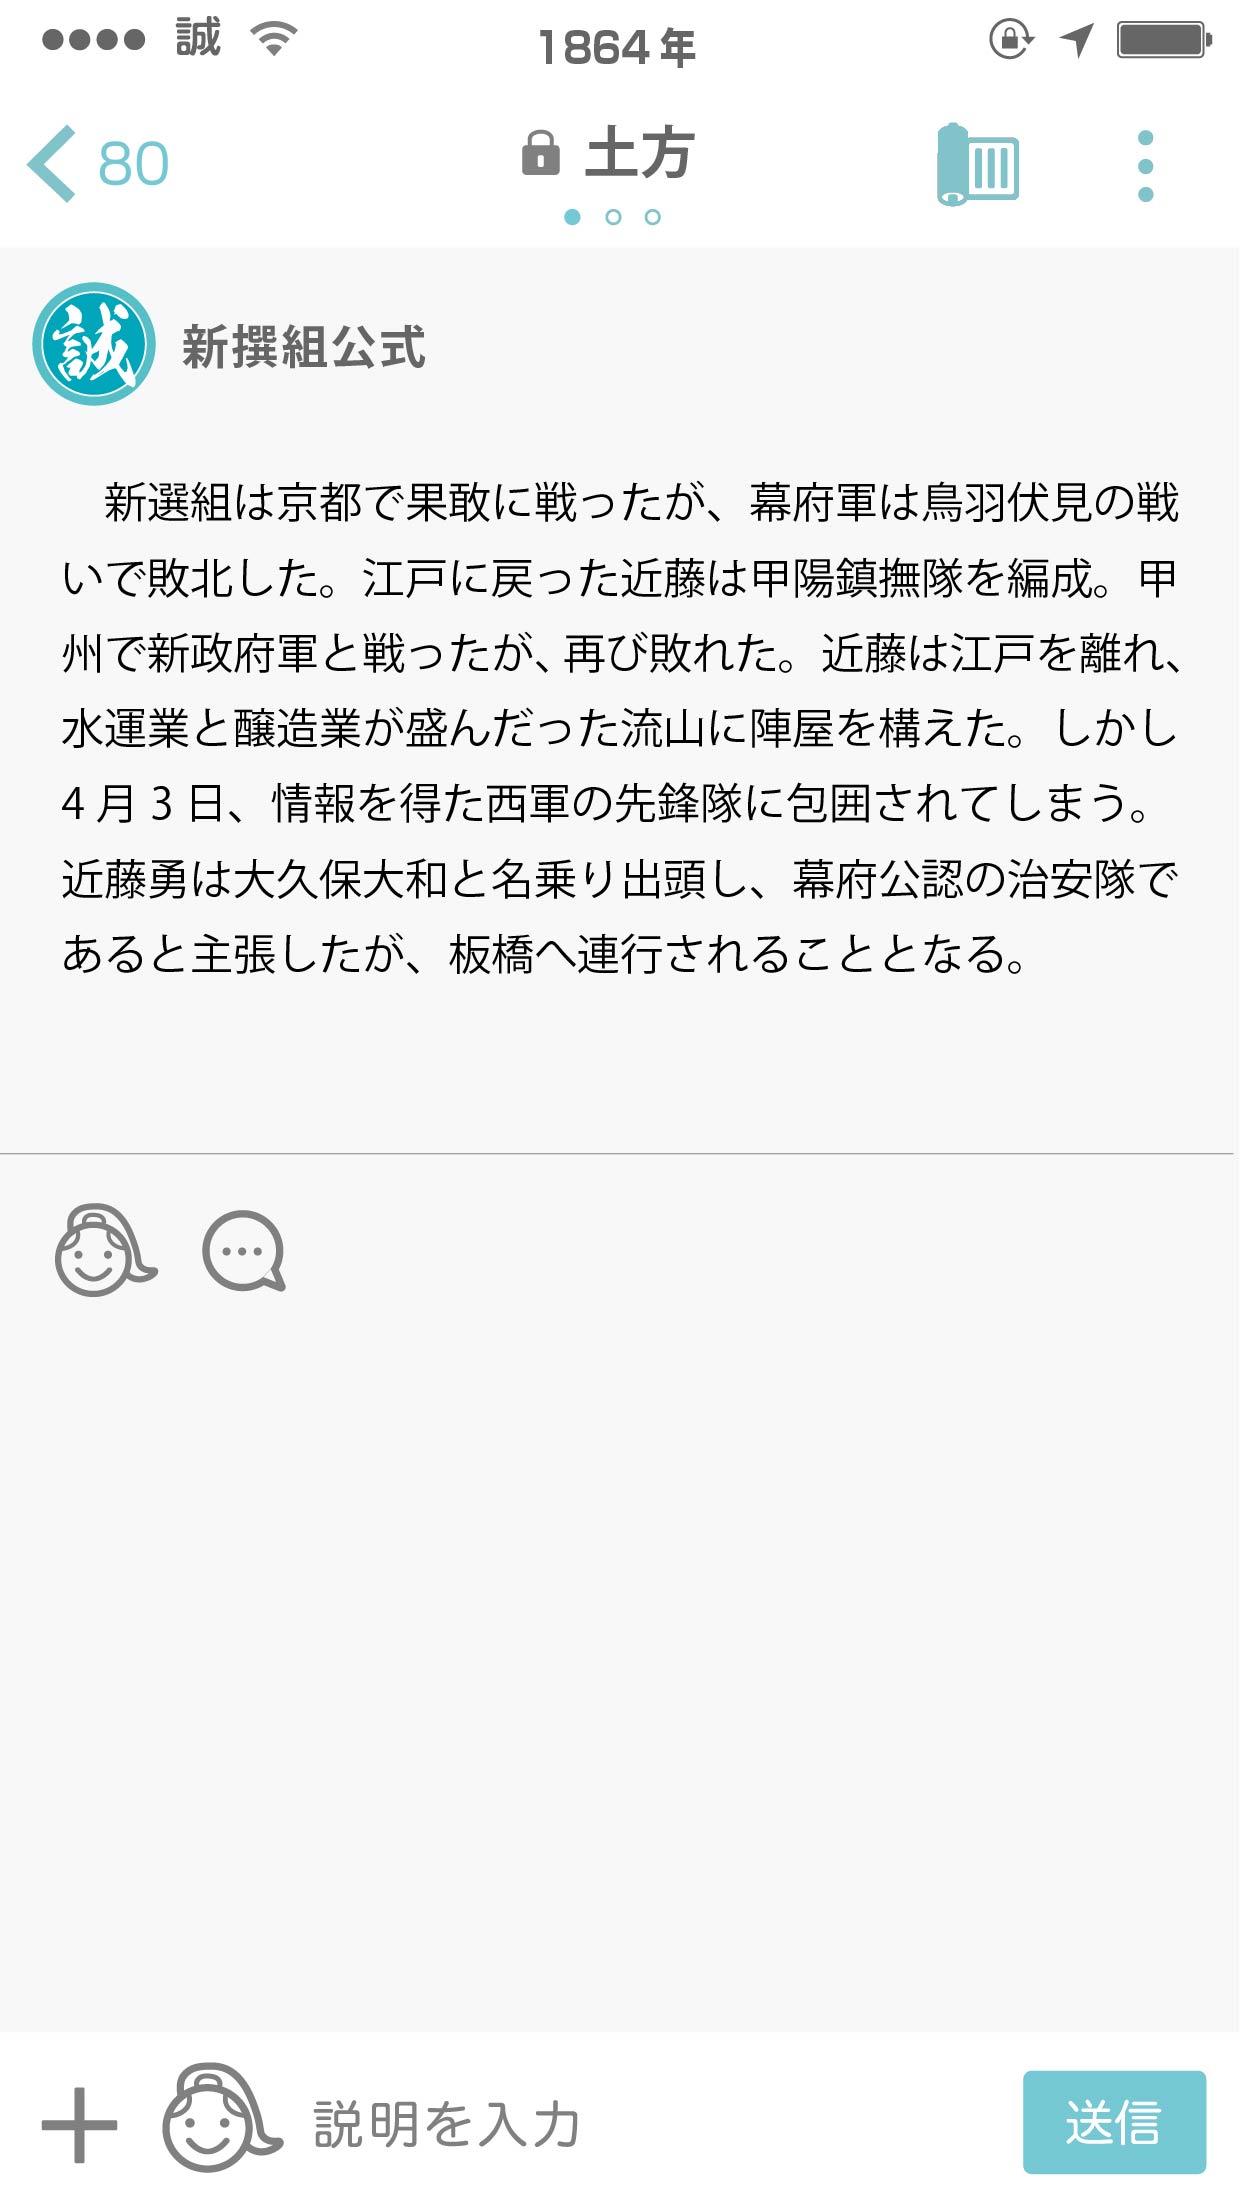 誠
1864 年
80
土方
誠
新撰組公式
　新選組は京都で果敢に戦ったが、幕府軍は鳥羽伏見の戦
いで敗北した。江戸に戻った近藤は甲陽鎮撫隊を編成。甲
州で新政府軍と戦ったが、再び敗れた。近藤は江戸を離れ、
水運業と醸造業が盛んだった流山に陣屋を構えた。しかし
4 月 3 日、情報を得た西軍の先鋒隊に包囲されてしまう。
近藤勇は大久保大和と名乗り出頭し、幕府公認の治安隊で
あると主張したが、板橋へ連行されることとなる。
説明を入力
送信